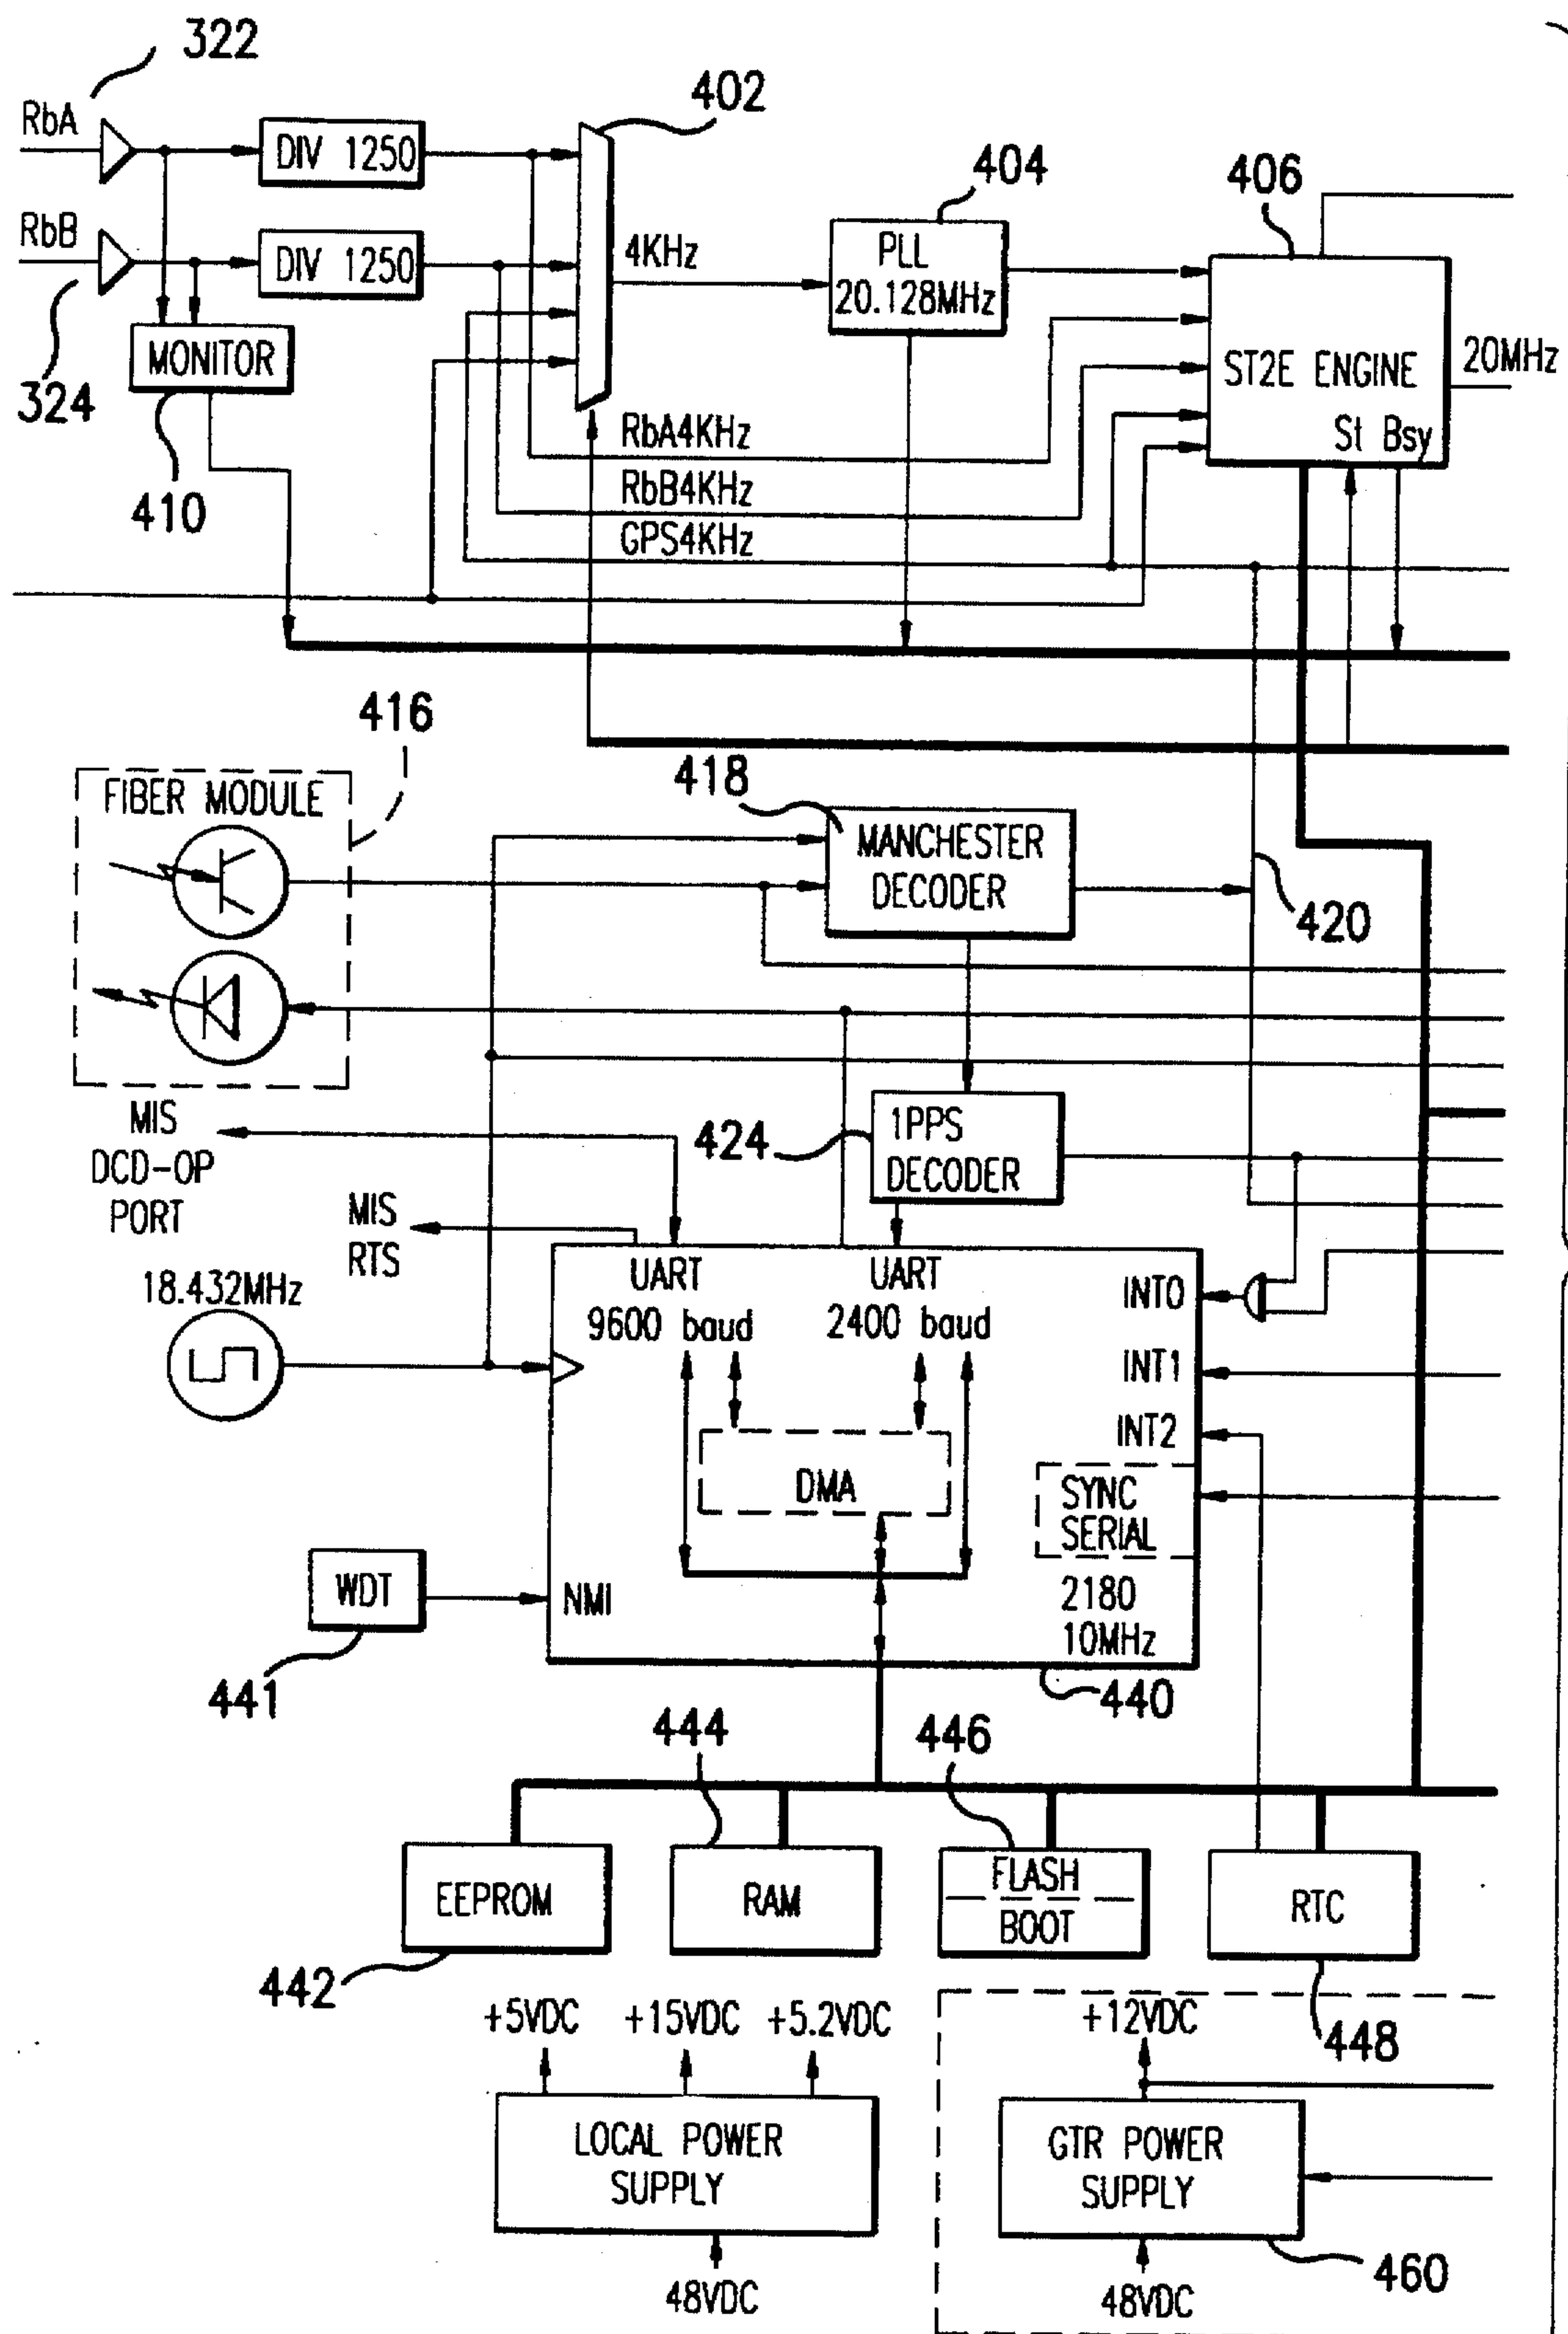 322
RbA
DIV 1250
402
404
406
RbB
DIV 1250
4KHz
PLL
20.128MHz
MONITOR
ST2E ENGINE
20MHz
324
St Bsy
RbA4KHz
410
RbB4KHz
GPS4KHz
416
418
FIBER MODULE
MANCHESTER
DECODER
420
MIS
DCD-OP
PORT
424
1PPS
DECODER
MIS
RTS
18.432MHz
UART
9600 baud
UART
2400 baud
INT0
INT1
INT2
DMA
SYNC
SERIAL
WDT
NMI
2180
10MHz
441
440
444
446
EEPROM
RAM
FLASH
BOOT
RTC
442
448
+5VDC
+15VDC
+5.2VDC
+12VDC
LOCAL POWER
SUPPLY
GTR POWER
SUPPLY
460
48VDC
48VDC